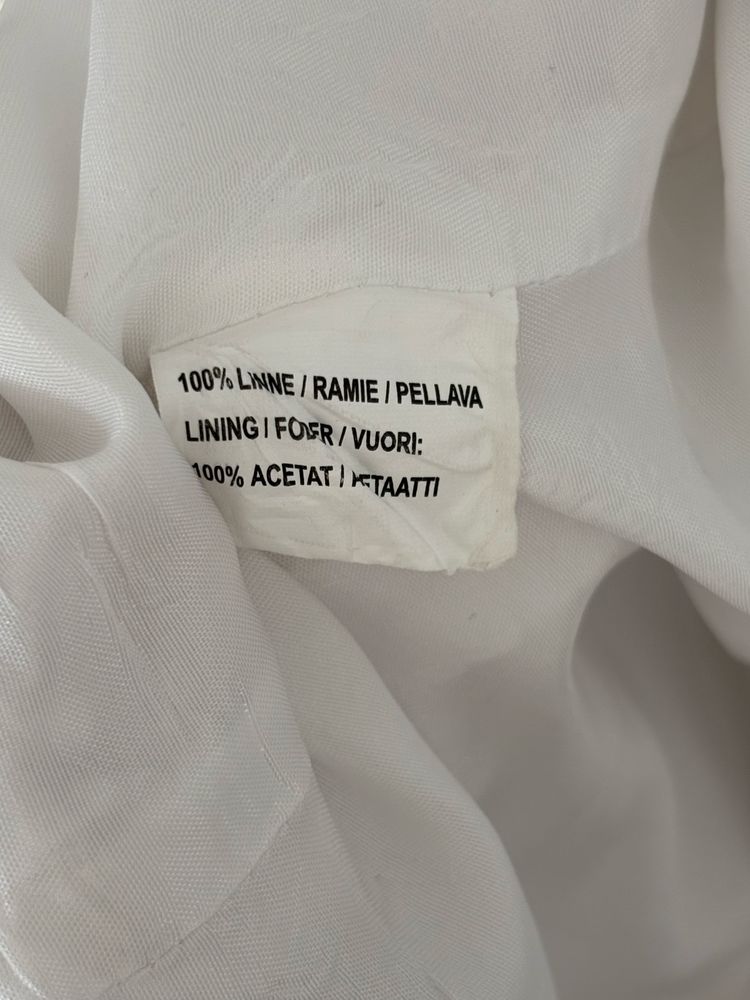 100% LINNE / RAMIE / PELLAVA
LINING / FODER / VUORI:
100% ACETAT /